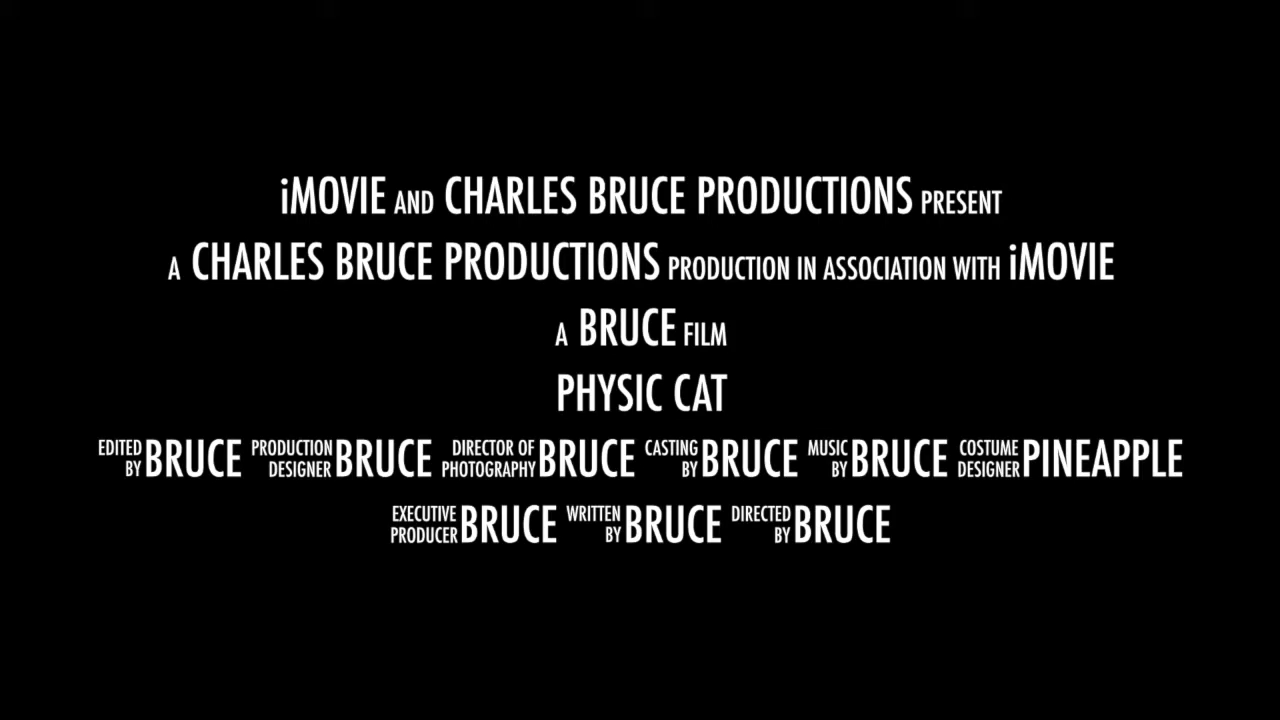 iMOVIE AND CHARLES BRUCE PRODUCTIONS PRESENT
A CHARLES BRUCE PRODUCTIONS PRODUCTION IN ASSOCIATION WITH iMOVIE
A BRUCE FILM
PHYSIC CAT
EDITED BY BRUCE PRODUCTION DESIGNER BRUCE DIRECTOR OF PHOTOGRAPHY BRUCE CASTING BY BRUCE MUSIC BY BRUCE COSTUME DESIGNER PINEAPPLE
EXECUTIVE PRODUCER BRUCE WRITTEN BY BRUCE DIRECTED BY BRUCE